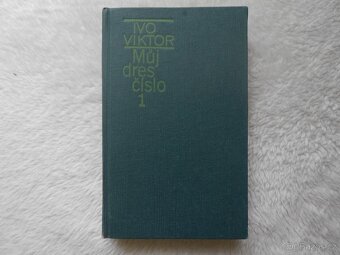 IVO
VIKTOR
Můj
dres
číslo
1